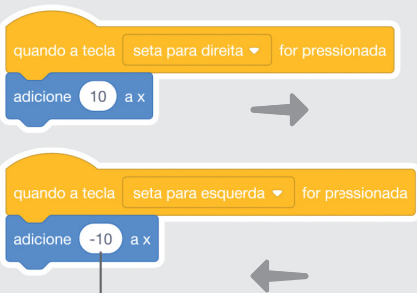 quando a tecla seta para direita for pressionada
adicione 10 a x
quando a tecla seta para esquerda for pressionada
adicione -10 a x